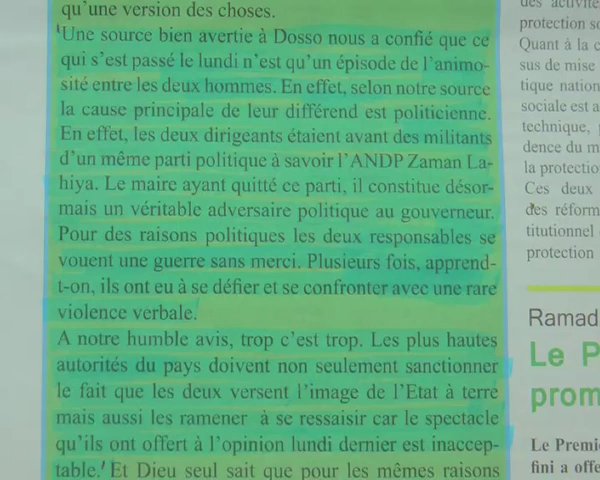 qu'une version des choses.
'Une source bien avertie à Dosso nous a confié que ce
qui s'est passé le lundi n'est qu'un épisode de l'animo-
sité entre les deux hommes. En effet, selon notre source
la cause principale de leur différend est politicienne.
En effet, les deux dirigeants étaient avant des militants
d'un même parti politique à savoir l'ANDP Zaman La-
hiya. Le maire ayant quitté ce parti, il constitue désor-
mais un véritable adversaire politique au gouverneur.
Pour des raisons politiques les deux responsables se
vouent une guerre sans merci. Plusieurs fois, apprend-
t-on, ils ont eu à se défier et se confronter avec une rare
violence verbale.
A notre humble avis, trop c'est trop. Les plus hautes
autorités du pays doivent non seulement sanctionner
le fait que les deux versent l'image de l'Etat à terre
mais aussi les ramener à se ressaisir car le spectacle
qu'ils ont offert à l'opinion lundi dernier est inaccep-
table.' Et Dieu seul sait que pour les mêmes raisons
des activité
protection so
Quant à la c
sus de mise
tique nation
sociale est a
technique, p
dence du m
la protection
Ces deux
des réform
titutionnel
protection
Ramad
Le P
prom
Le Premie
fini a offe